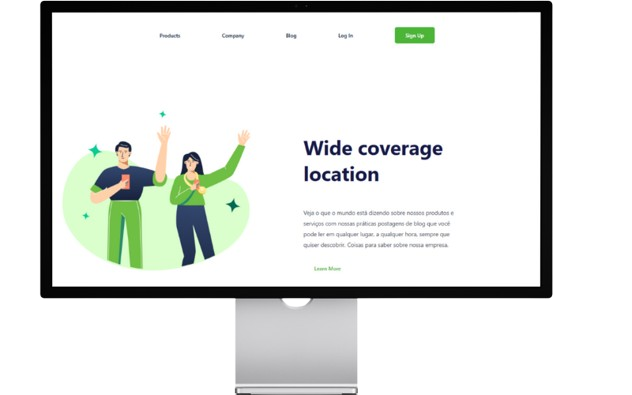 Products
Company
Blog
Log In
Sign Up
Wide coverage
location
Veja o que o mundo está dizendo sobre nossos produtos e
serviços com nossas práticas postagens de blog que você
pode ler em qualquer lugar, a qualquer hora, sempre que
quiser descobrir. Coisas para saber sobre nossa empresa.
Learn More